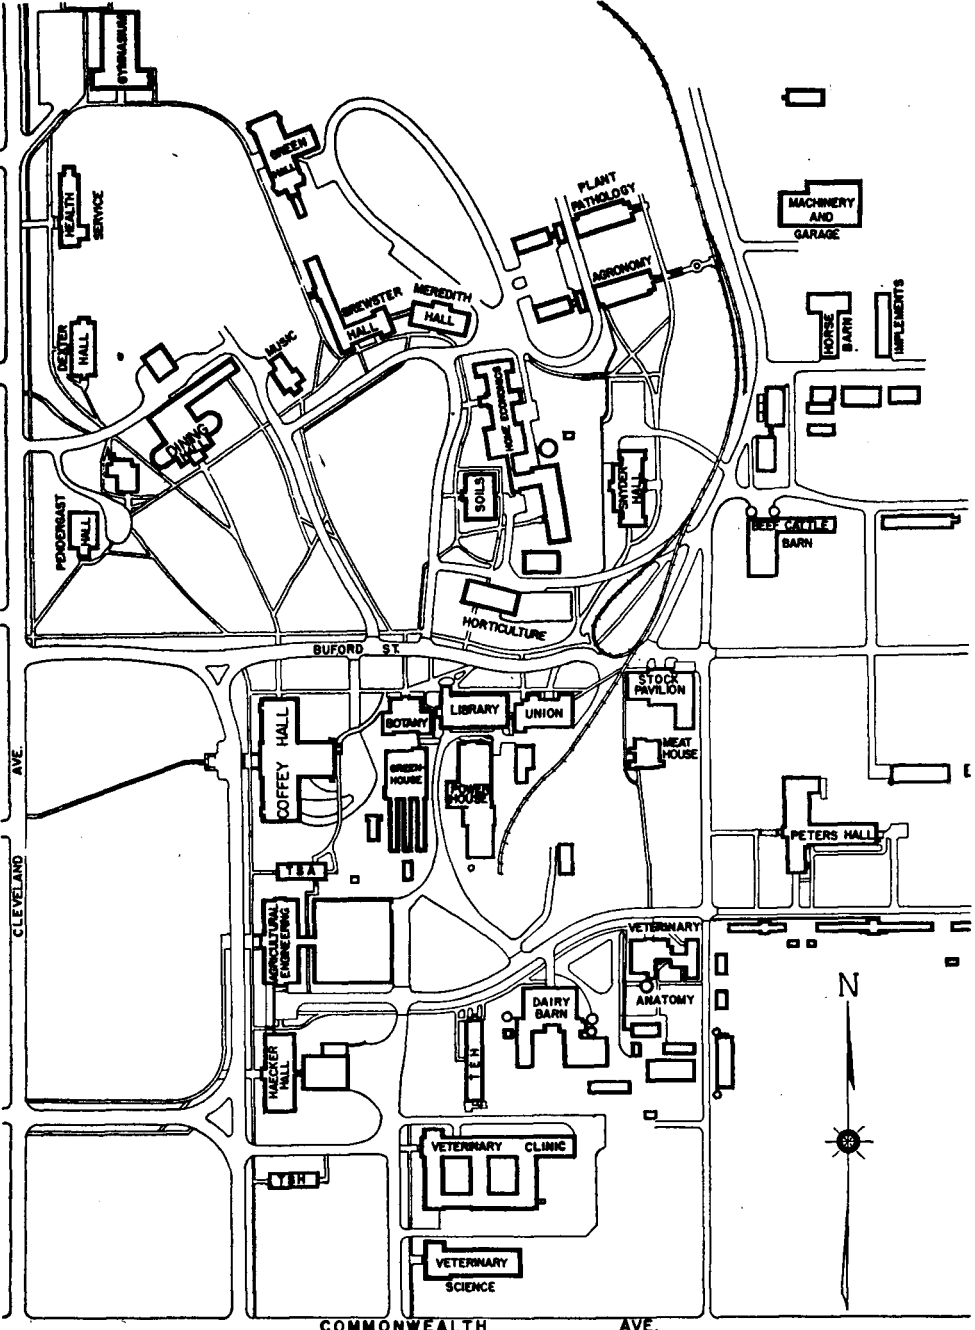 GYMNASIUM
GREEN
HALL
HEALTH
SERVICE
PLANT
PATHOLOGY
MACHINERY
AND
GARAGE
AGRONOMY
BREWSTER
HALL
MEREDITH
HALL
HORSE
BARN
IMPLEMENTS
DEXTER
HALL
MUSIC
HOME ECONOMICS
DINING
HALL
SOILS
SNYDER
HALL
PENDERGAST
HALL
BEEF CATTLE
BARN
HORTICULTURE
BUFORD ST.
STOCK
PAVILION
COFFEY HALL
BOTANY
LIBRARY
UNION
MEAT
HOUSE
GREEN-
HOUSE
POWER
HOUSE
PETERS HALL
CLEVELAND AVE.
TSA
AGRICULTURAL
ENGINEERING
VETERINARY
ANATOMY
N
DAIRY
BARN
TEH
HAECKER
HALL
VETERINARY CLINIC
TSH
VETERINARY
SCIENCE
COMMONWEALTH AVE.